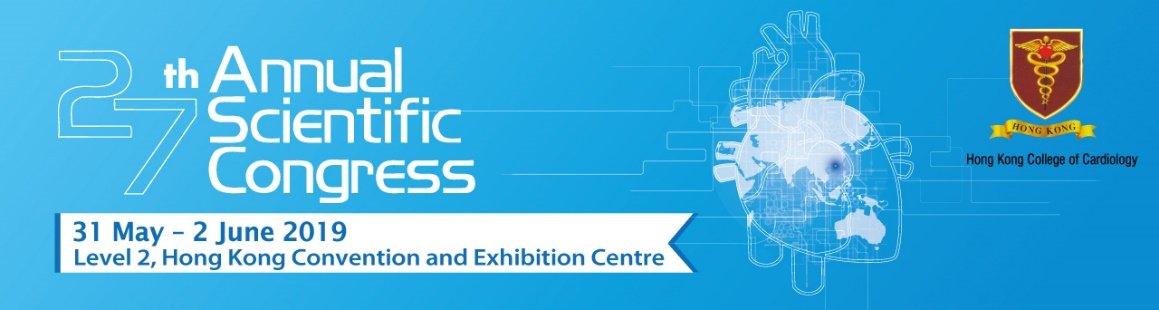 27th Annual
Scientific
Congress
31 May – 2 June 2019
Level 2, Hong Kong Convention and Exhibition Centre
HONG KONG
Hong Kong College of Cardiology